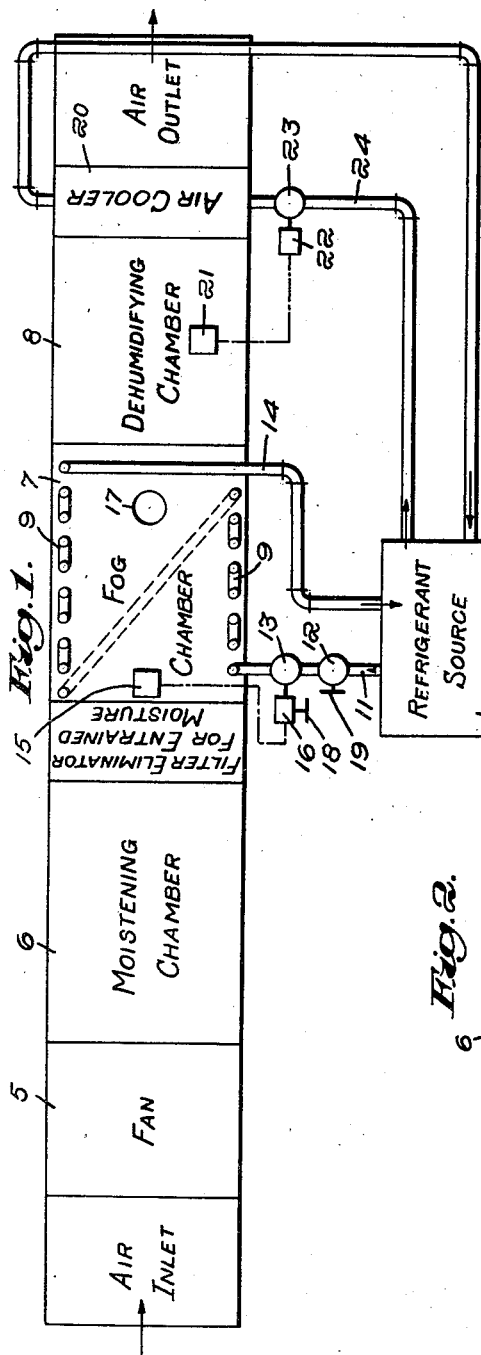 Fig. 1.
AIR
INLET
5
FAN
6
MOISTENING
CHAMBER
FILTER ELIMINATOR
FOR ENTRAINED
MOISTURE
15
FOG
CHAMBER
17
9
9
7
8
DEHUMIDIFYING
CHAMBER
21
AIR COOLER
20
AIR
OUTLET
14
13
12
11
16
18
19
22
23
24
REFRIGERANT
SOURCE
Fig. 2.
6